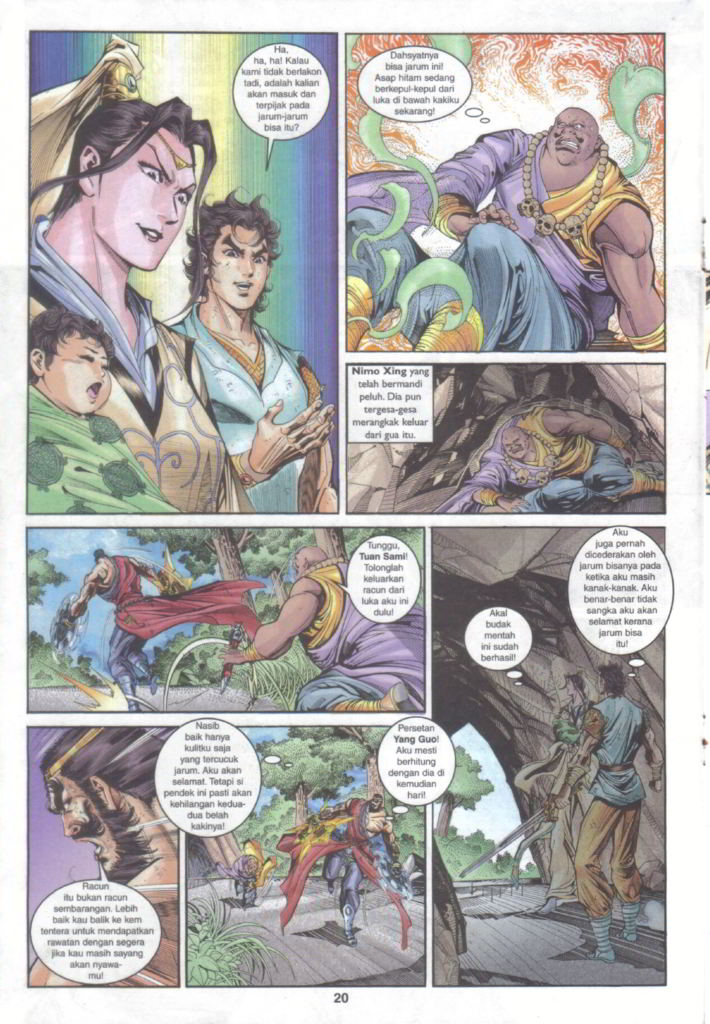 Ha,
ha, ha! Kalau
kami tidak berlakon
tadi, adalah kalian
akan masuk dan
terpijak pada
jarum-jarum
bisa itu?
Dahsyatnya
bisa jarum ini!
Asap hitam sedang
berkepul-kepul dari
luka di bawah kakiku
sekarang!
Nimo Xing yang
telah bermandi
peluh. Dia pun
tergesa-gesa
merangkak keluar
dari gua itu.
Tunggu,
Tuan Sami!
Tolonglah
keluarkan
racun dari
luka aku ini
dulu!
Akal
budak
mentah
ini sudah
berhasil!
Aku
juga pernah
dicederakan oleh
jarum bisanya pada
ketika aku masih
kanak-kanak. Aku
benar-benar tidak
sangka aku akan
selamat kerana
jarum bisa
itu!
Racun
itu bukan racun
sembarangan. Lebih
baik kau balik ke kem
tentera untuk mendapatkan
rawatan dengan segera
jika kau masih sayang
akan nyawa-
mu!
Nasib
baik hanya
kulitku saja
yang tercucuk
jarum. Aku akan
selamat. Tetapi si
pendek ini pasti akan
kehilangan kedua-
dua belah
kakinya!
Persetan
Yang Guo!
Aku mesti
berhitung
dengan dia di
kemudian
hari!
20